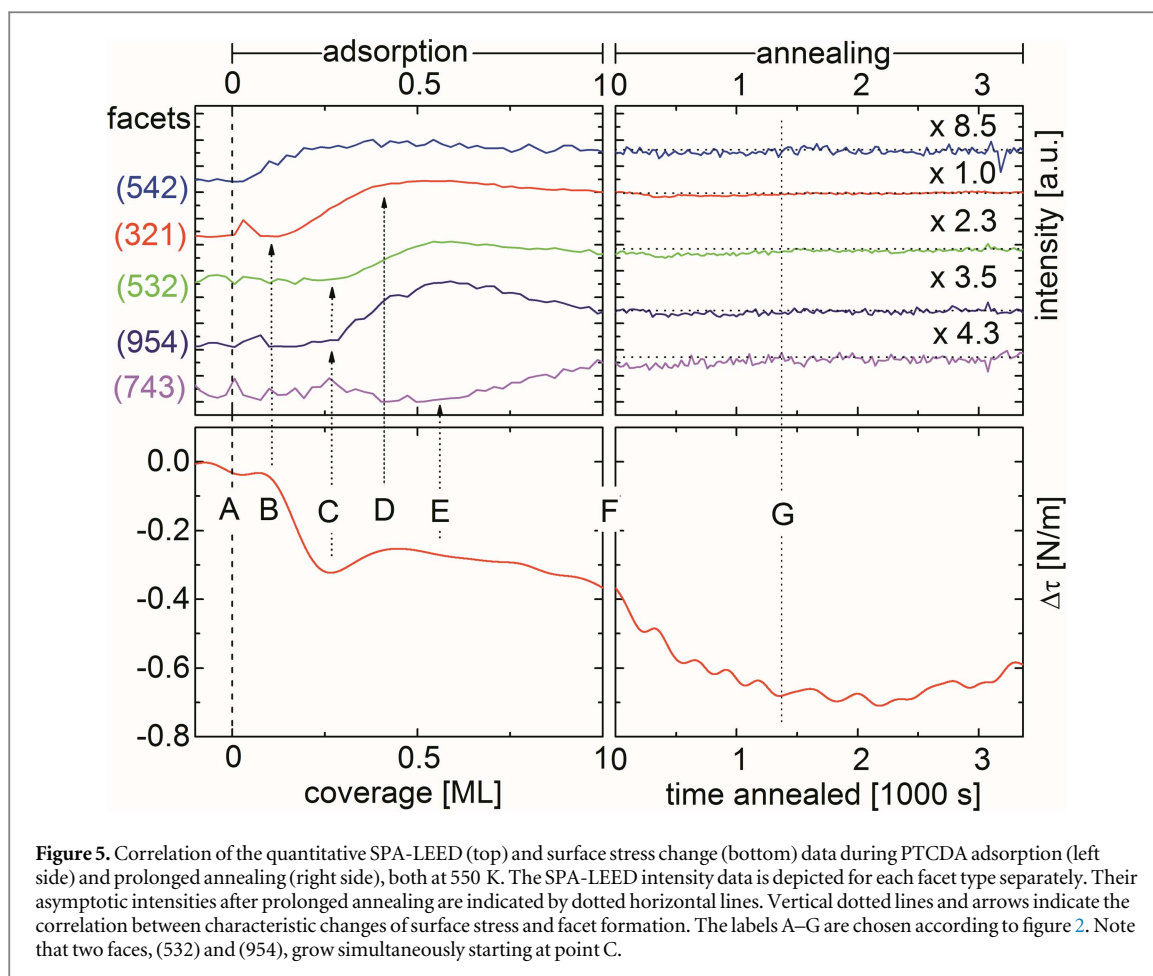 adsorption
annealing
0 0.5 1 0 1 2 3
facets
(542)
(321)
(532)
(954)
(743)
x 8.5
x 1.0
x 2.3
x 3.5
x 4.3
intensity [a.u.]
0.0
-0.2
-0.4
-0.6
-0.8
A B C D E F G
Δτ [N/m]
0 0.5 1 0 1 2 3
coverage [ML]
time annealed [1000 s]
Figure 5. Correlation of the quantitative SPA-LEED (top) and surface stress change (bottom) data during PTCDA adsorption (left
side) and prolonged annealing (right side), both at 550 K. The SPA-LEED intensity data is depicted for each facet type separately. Their
asymptotic intensities after prolonged annealing are indicated by dotted horizontal lines. Vertical dotted lines and arrows indicate the
correlation between characteristic changes of surface stress and facet formation. The labels A–G are chosen according to figure 2. Note
that two faces, (532) and (954), grow simultaneously starting at point C.